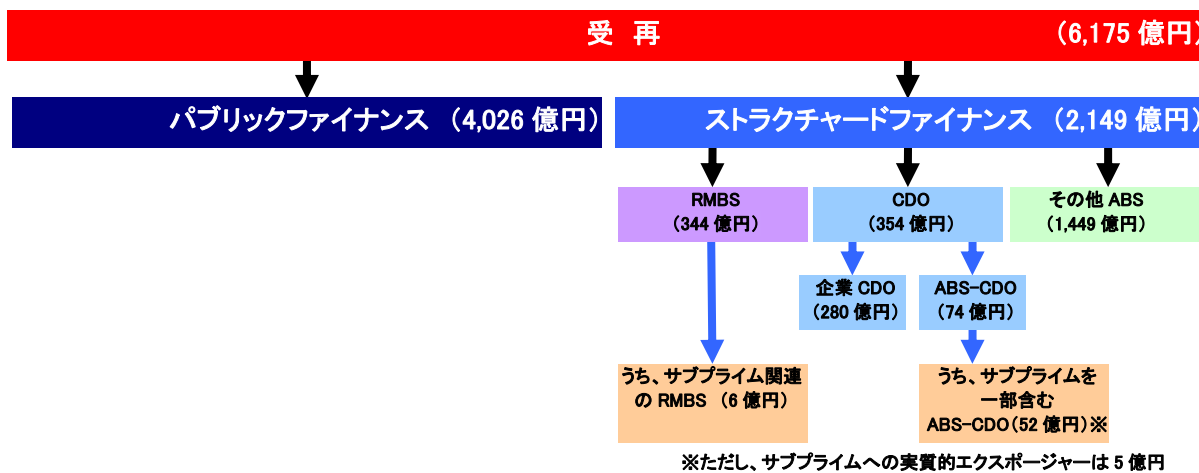 受 再 (6,175 億円)
パブリックファイナンス (4,026 億円)
ストラクチャードファイナンス (2,149 億円)
RMBS
(344 億円)
CDO
(354 億円)
その他 ABS
(1,449 億円)
企業 CDO
(280 億円)
ABS-CDO
(74 億円)
うち、サブプライム関連
の RMBS (6 億円)
うち、サブプライムを
一部含む
ABS-CDO(52 億円)※
※ただし、サブプライムへの実質的エクスポージャーは 5 億円